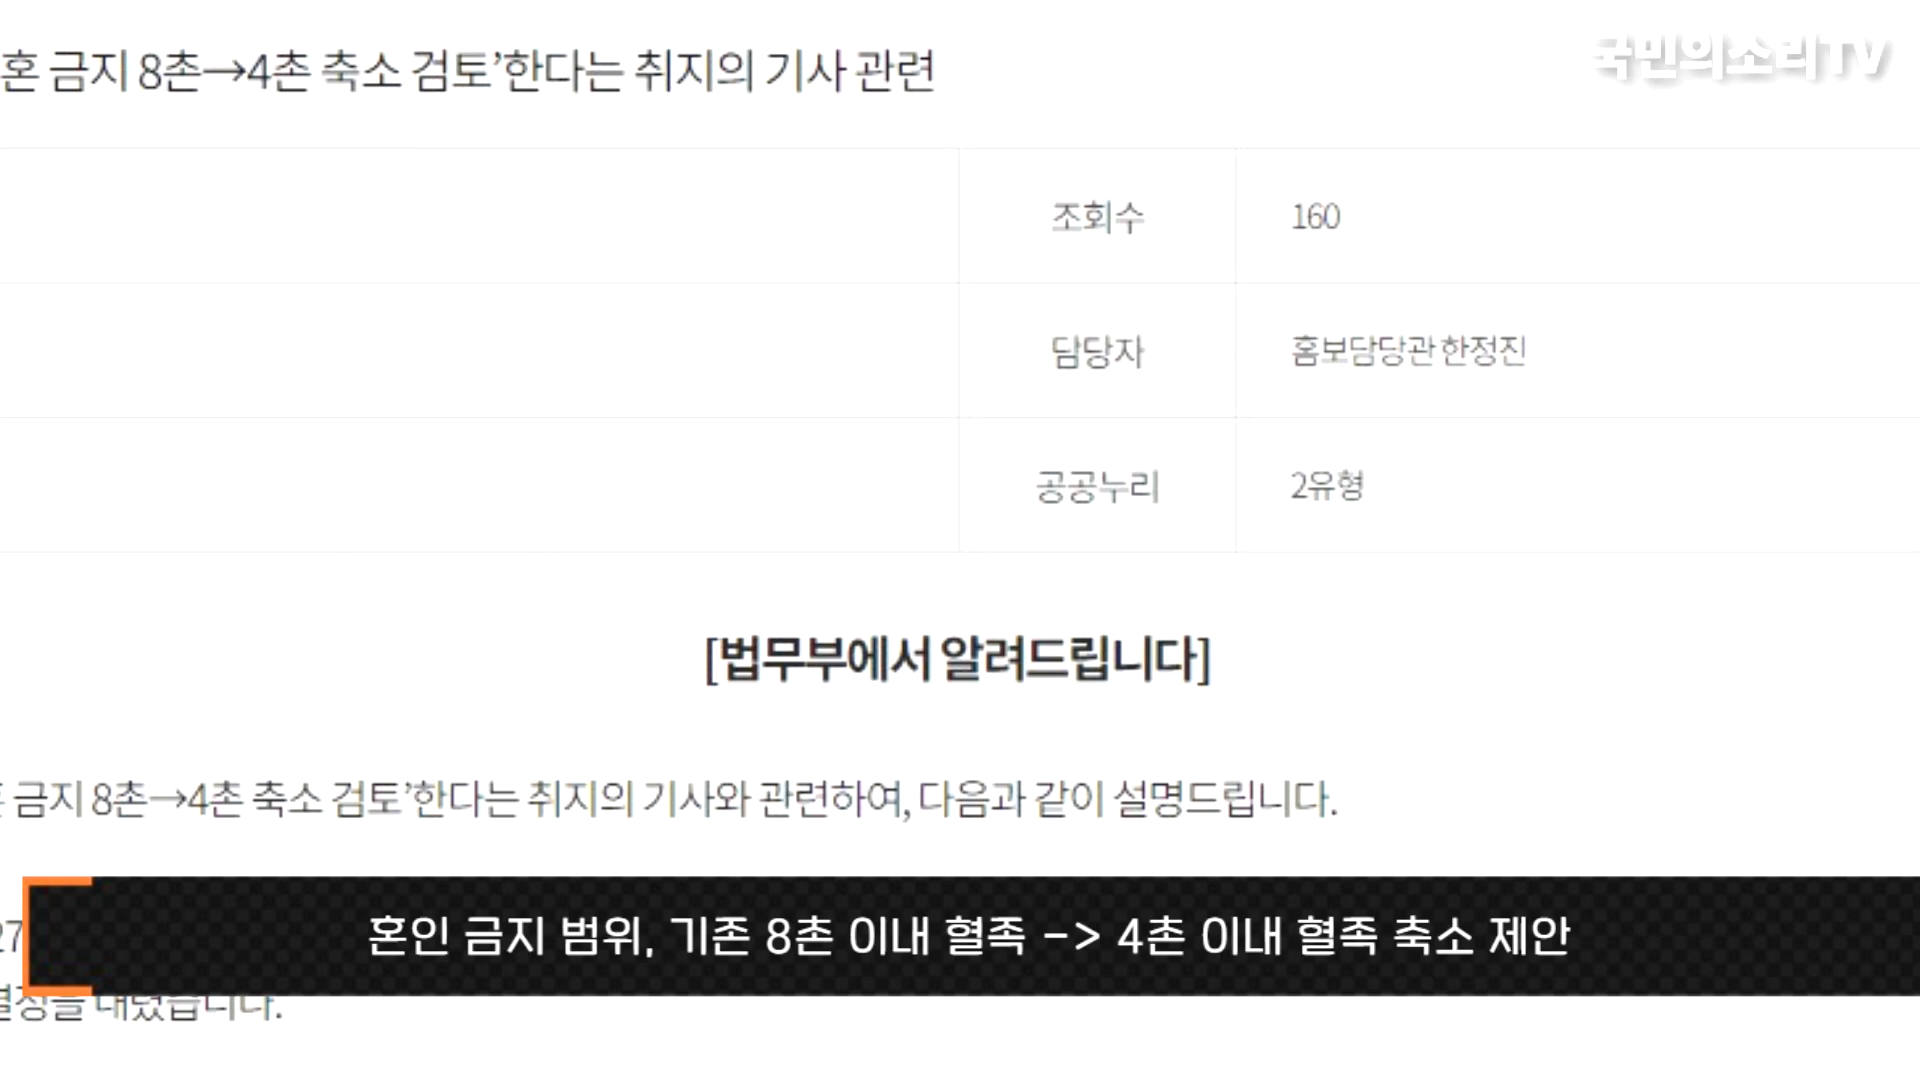 혼 금지 8촌→4촌 축소 검토’한다는 취지의 기사 관련
국민의소리TV
조회수 160
담당자 홍보담당관 한정진
공공누리 2유형
[법무부에서 알려드립니다]
금지 8촌→4촌 축소 검토’한다는 취지의 기사와 관련하여, 다음과 같이 설명드립니다.
27
혼인 금지 범위, 기존 8촌 이내 혈족 -> 4촌 이내 혈족 축소 제안